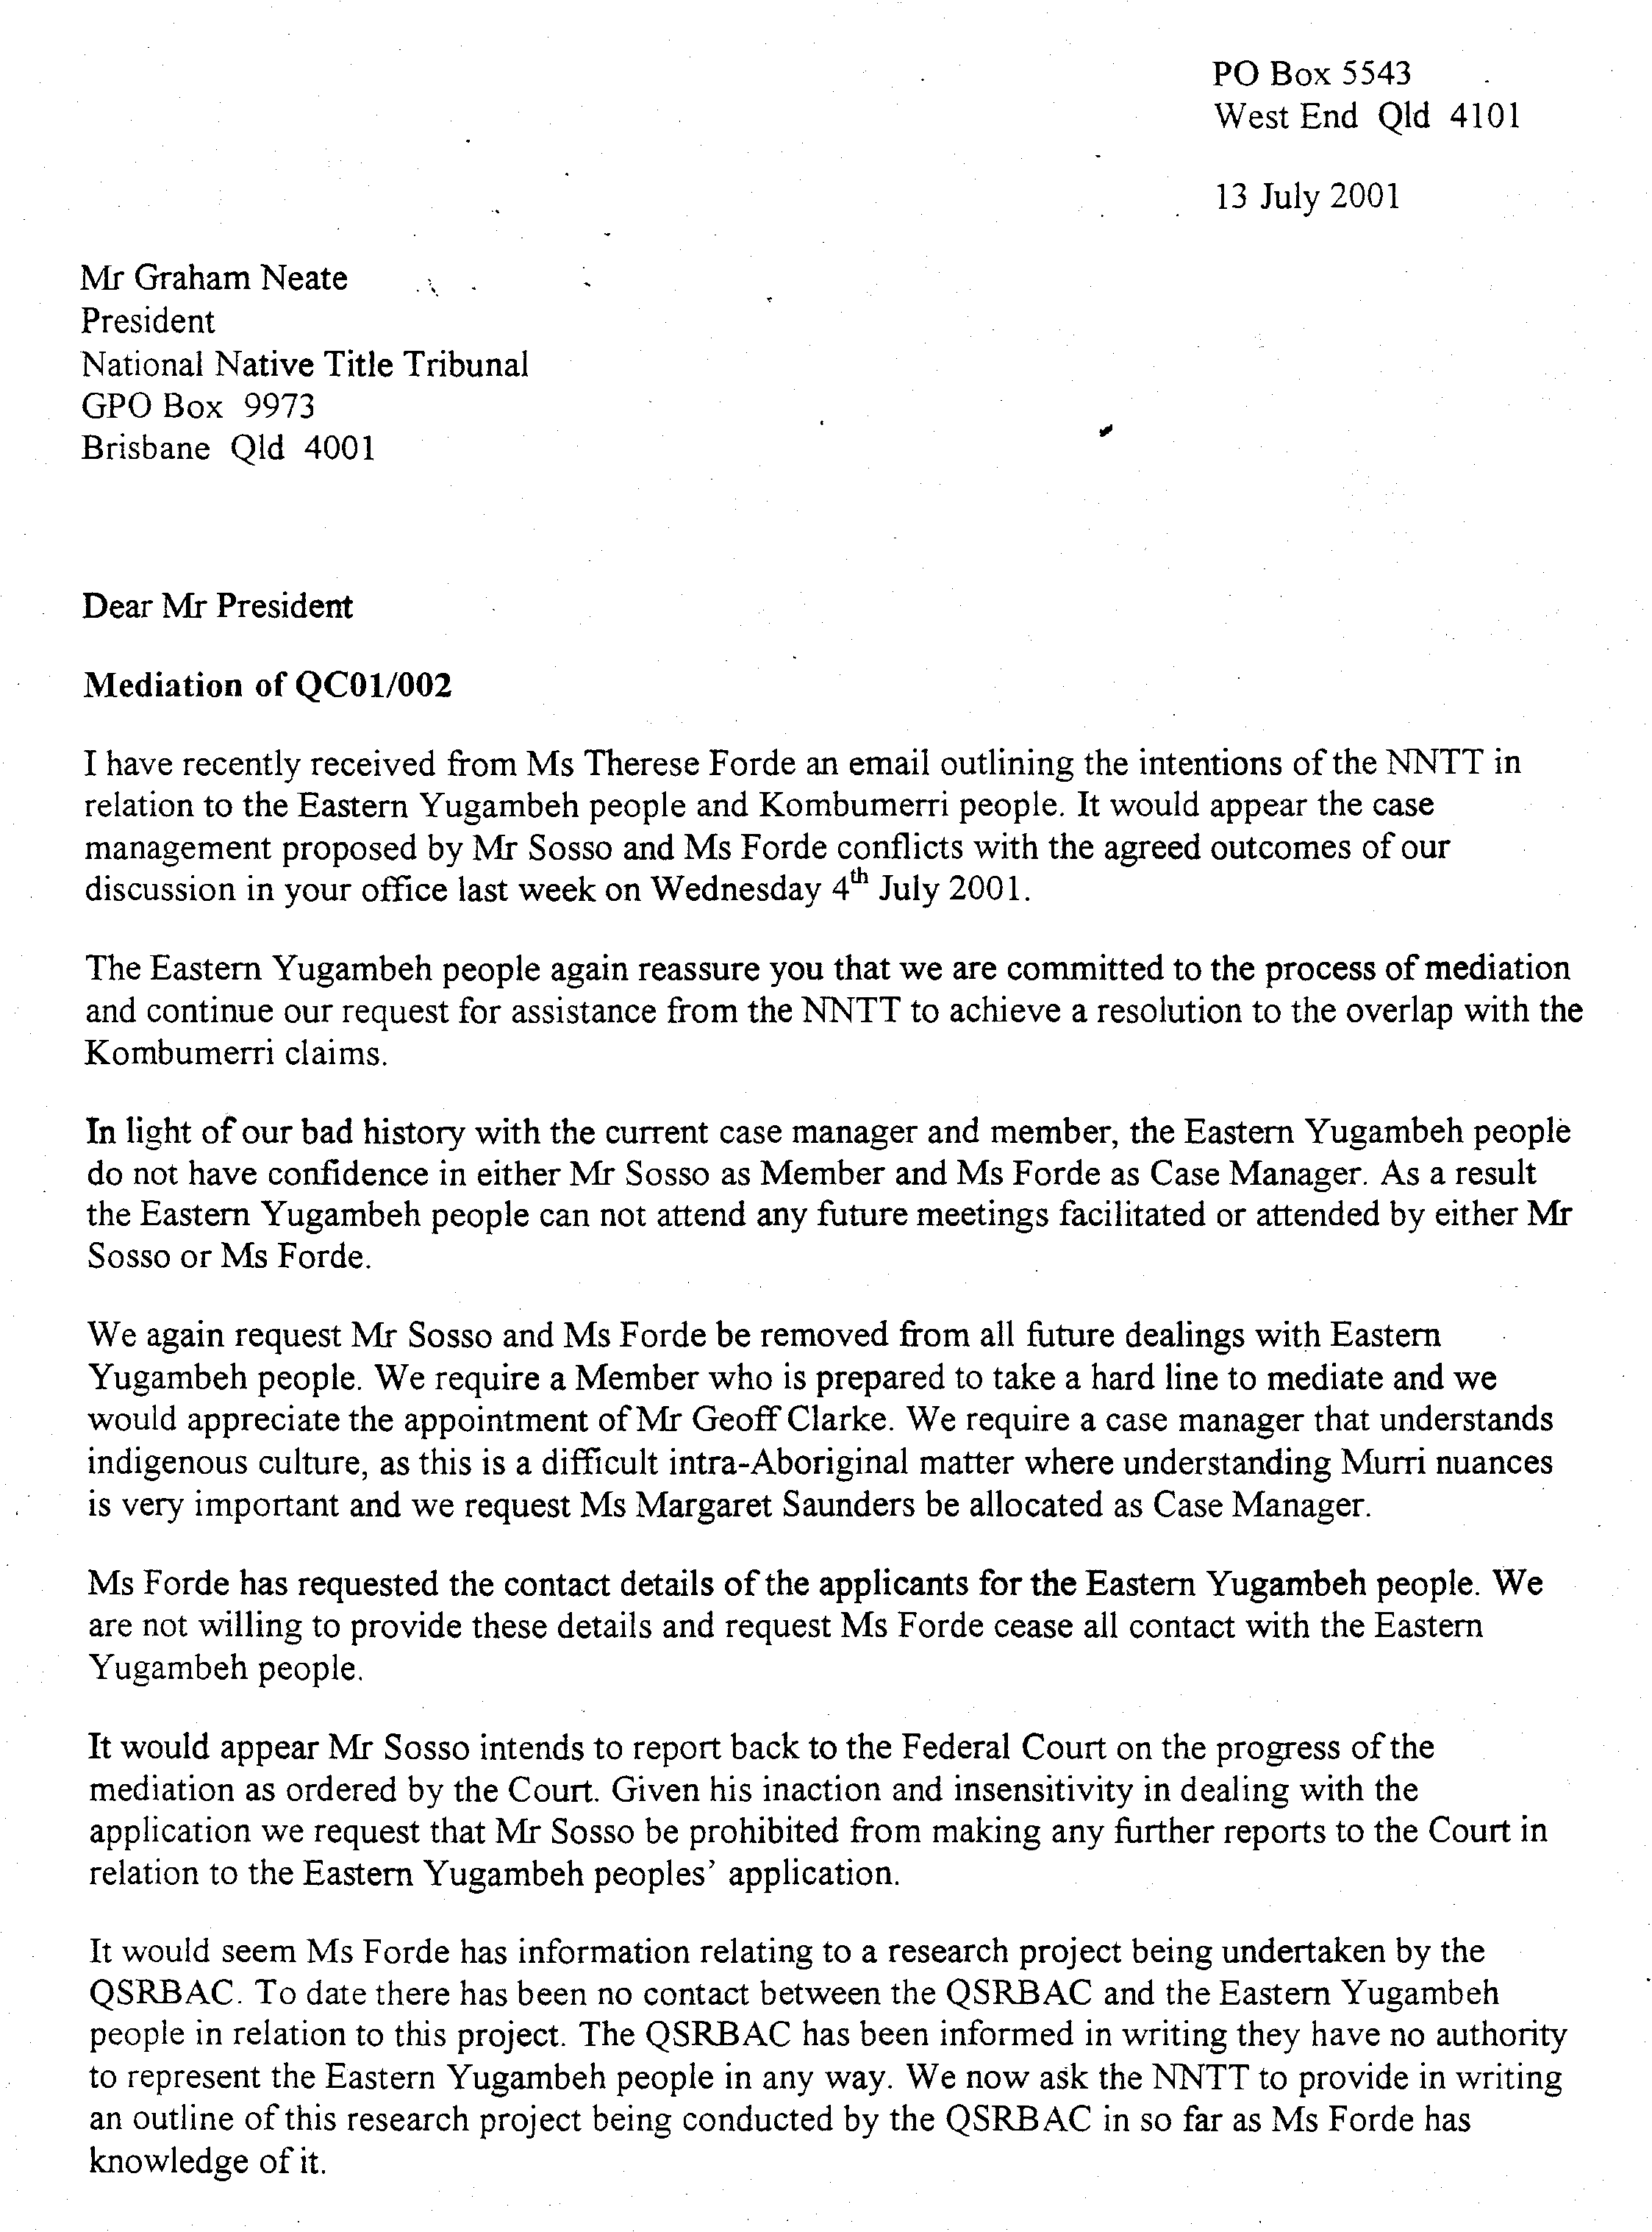 PO Box 5543
West End Qld 4101
13 July 2001
Mr Graham Neate
President
National Native Title Tribunal
GPO Box 9973
Brisbane Qld 4001
Dear Mr President
Mediation of QC01/002
I have recently received from Ms Therese Forde an email outlining the intentions of the NNTT in
relation to the Eastern Yugambeh people and Kombumerri people. It would appear the case
management proposed by Mr Sosso and Ms Forde conflicts with the agreed outcomes of our
discussion in your office last week on Wednesday 4th July 2001.
The Eastern Yugambeh people again reassure you that we are committed to the process of mediation
and continue our request for assistance from the NNTT to achieve a resolution to the overlap with the
Kombumerri claims.
In light of our bad history with the current case manager and member, the Eastern Yugambeh people
do not have confidence in either Mr Sosso as Member and Ms Forde as Case Manager. As a result
the Eastern Yugambeh people can not attend any future meetings facilitated or attended by either Mr
Sosso or Ms Forde.
We again request Mr Sosso and Ms Forde be removed from all future dealings with Eastern
Yugambeh people. We require a Member who is prepared to take a hard line to mediate and we
would appreciate the appointment of Mr Geoff Clarke. We require a case manager that understands
indigenous culture, as this is a difficult intra-Aboriginal matter where understanding Murri nuances
is very important and we request Ms Margaret Saunders be allocated as Case Manager.
Ms Forde has requested the contact details of the applicants for the Eastern Yugambeh people. We
are not willing to provide these details and request Ms Forde cease all contact with the Eastern
Yugambeh people.
It would appear Mr Sosso intends to report back to the Federal Court on the progress of the
mediation as ordered by the Court. Given his inaction and insensitivity in dealing with the
application we request that Mr Sosso be prohibited from making any further reports to the Court in
relation to the Eastern Yugambeh peoples' application.
It would seem Ms Forde has information relating to a research project being undertaken by the
QSRBAC. To date there has been no contact between the QSRBAC and the Eastern Yugambeh
people in relation to this project. The QSRBAC has been informed in writing they have no authority
to represent the Eastern Yugambeh people in any way. We now ask the NNTT to provide in writing
an outline of this research project being conducted by the QSRBAC in so far as Ms Forde has
knowledge of it.